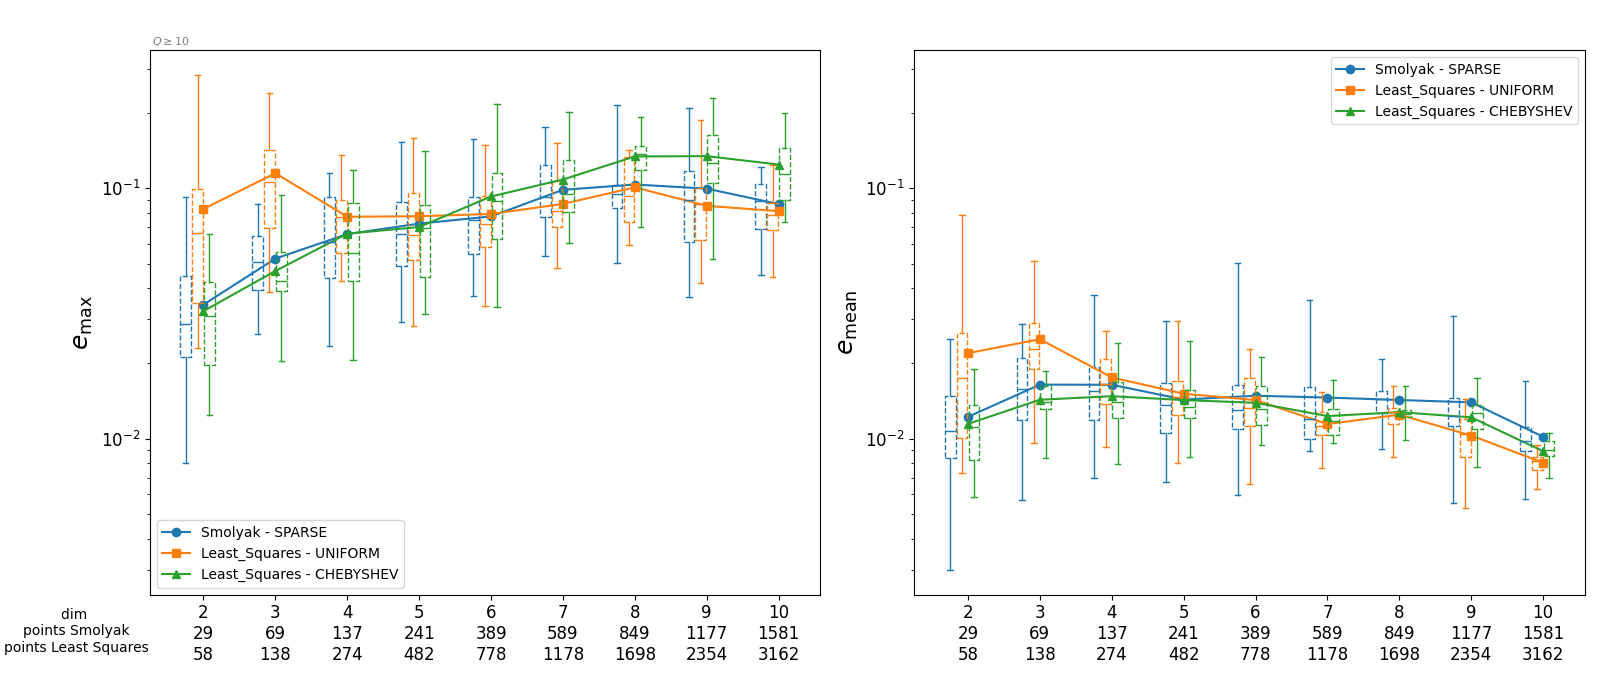 Q ≥ 10
10⁻¹
10⁻²
e_max
Smolyak - SPARSE
Least_Squares - UNIFORM
Least_Squares - CHEBYSHEV
10⁻¹
10⁻²
e_mean
Smolyak - SPARSE
Least_Squares - UNIFORM
Least_Squares - CHEBYSHEV
dim 2 3 4 5 6 7 8 9 10
points Smolyak 29 69 137 241 389 589 849 1177 1581
points Least Squares 58 138 274 482 778 1178 1698 2354 3162
2 3 4 5 6 7 8 9 10
29 69 137 241 389 589 849 1177 1581
58 138 274 482 778 1178 1698 2354 3162